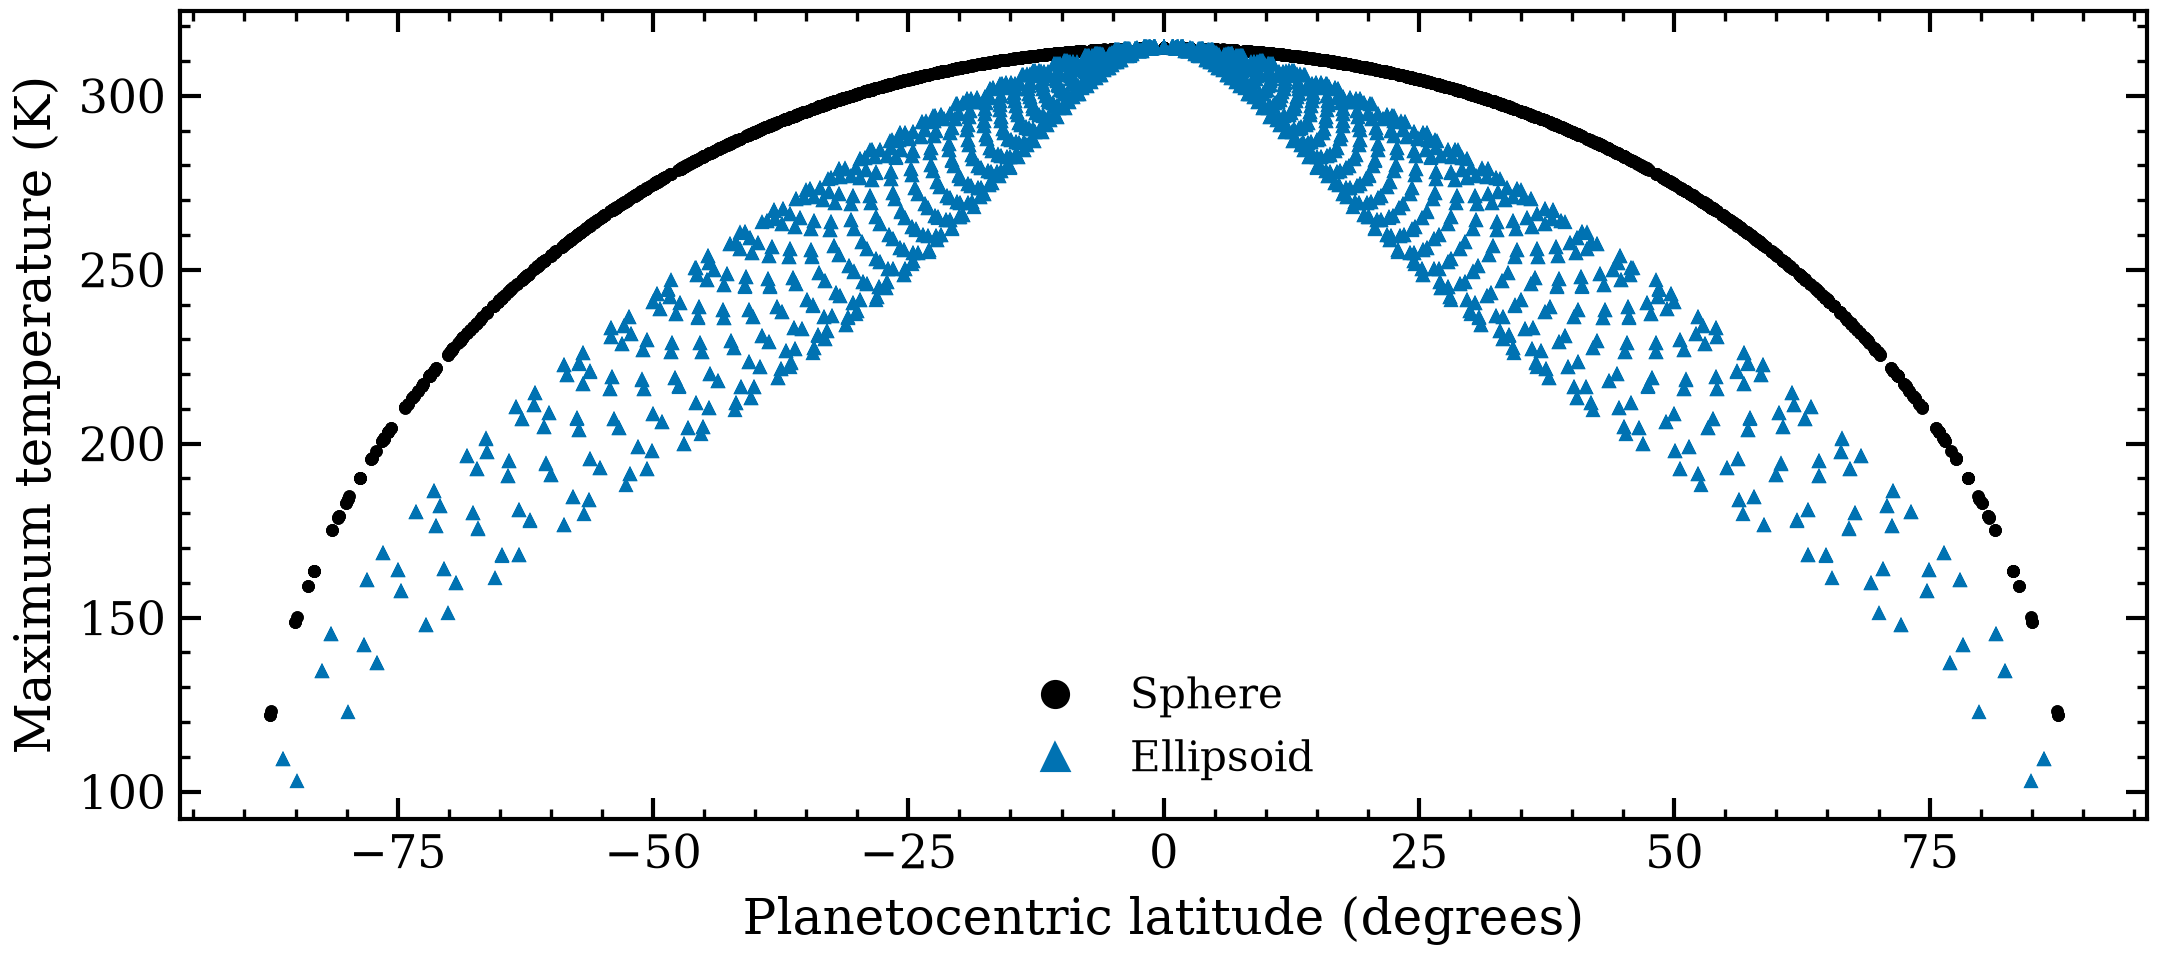 Maximum temperature (K)
300
250
200
150
100
Sphere
Ellipsoid
−75 −50 −25 0 25 50 75
Planetocentric latitude (degrees)